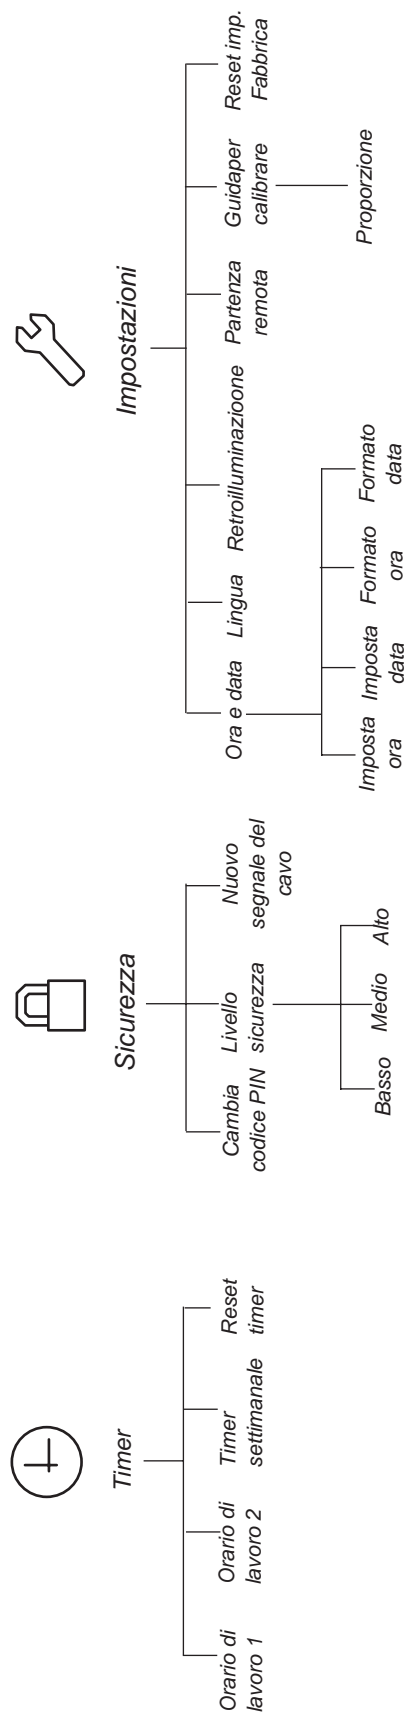 Timer
Orario di
lavoro 1
Orario di
lavoro 2
Timer
settimanale
Reset
timer
Sicurezza
Cambia
codice PIN
Livello
sicurezza
Basso
Medio
Alto
Nuovo
segnale del
cavo
Impostazioni
Ora e data
Imposta
ora
Imposta
data
Formato
ora
Formato
data
Lingua
Retroilluminazioone
Partenza
remota
Guidaper
calibrare
Proporzione
Reset imp.
Fabbrica